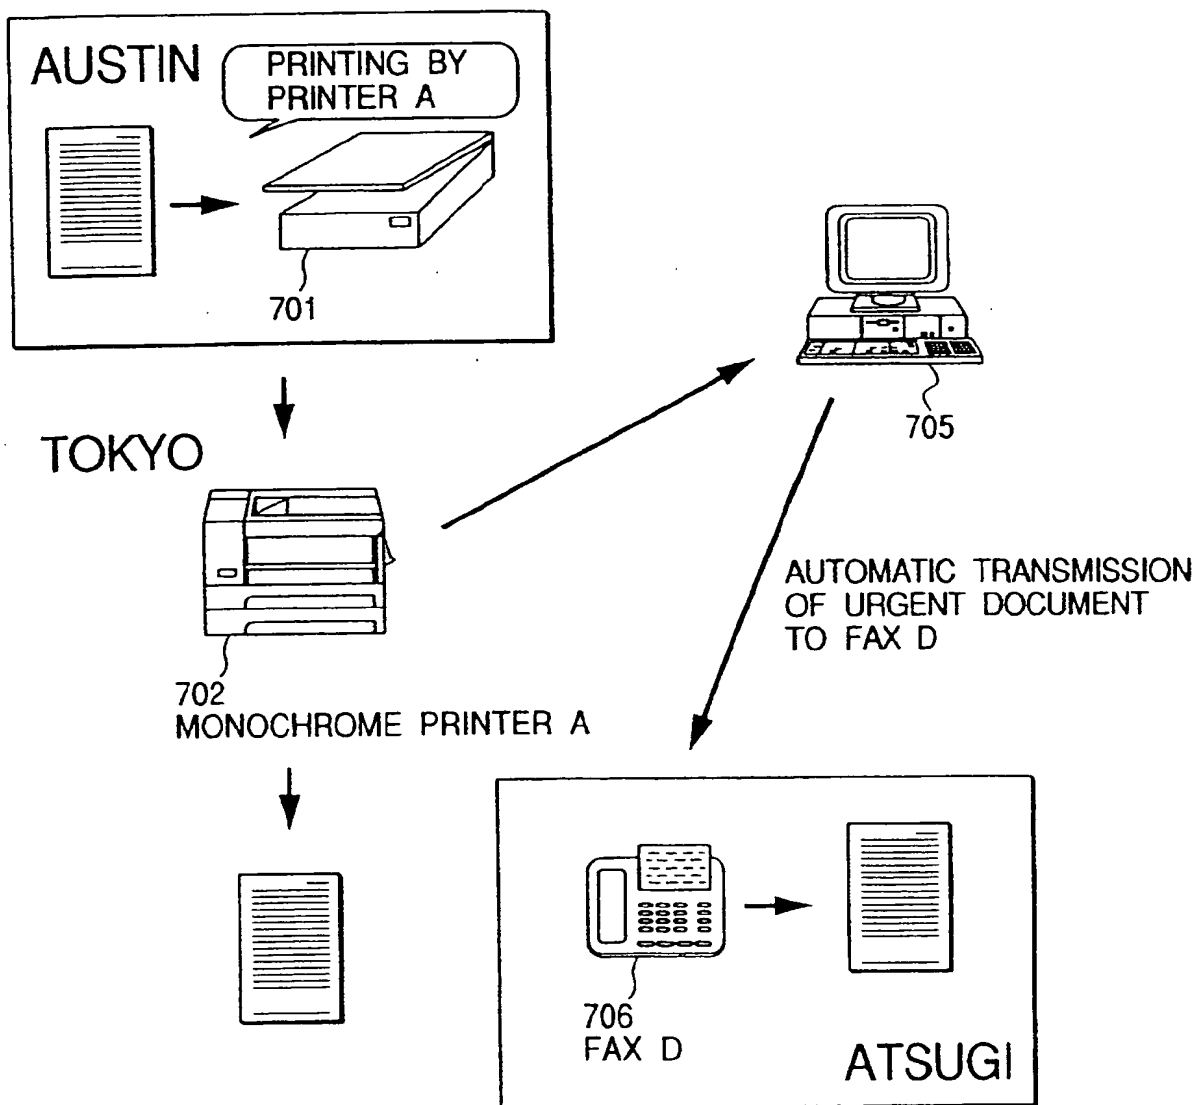 AUSTIN
PRINTING BY
PRINTER A
701
TOKYO
705
702
MONOCHROME PRINTER A
AUTOMATIC TRANSMISSION
OF URGENT DOCUMENT
TO FAX D
706
FAX D
ATSUGI